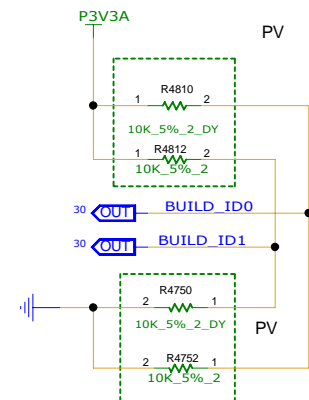 P3V3A
PV
R4810
1 2
10K_5%_2_DY
R4812
1 2
10K_5%_2
30 OUT BUILD_ID0
30 OUT BUILD_ID1
R4750
2 1
10K_5%_2_DY
PV
R4752
2 1
10K_5%_2